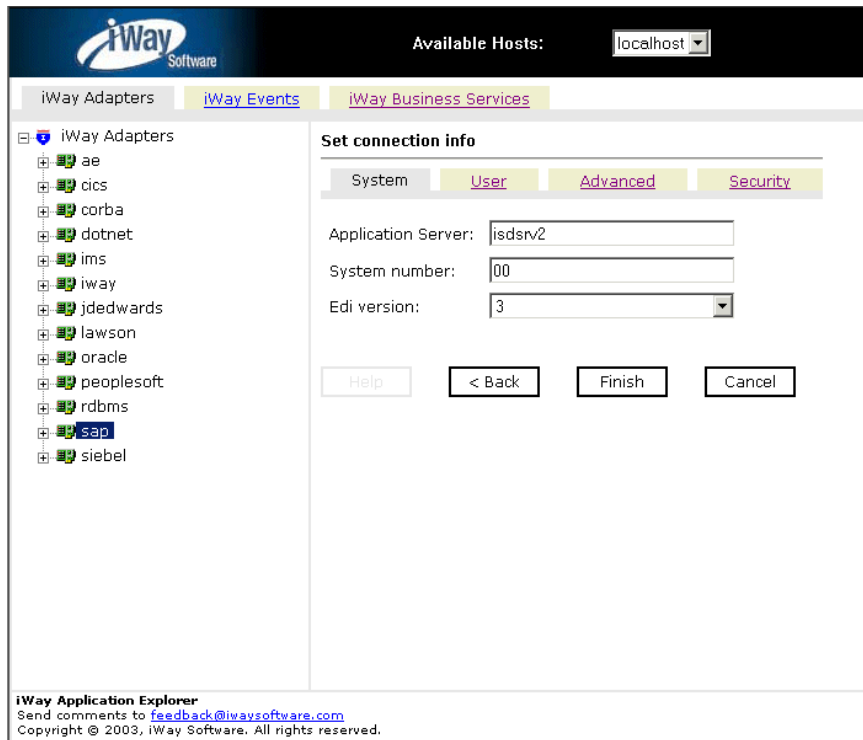 iWay Software
Available Hosts: localhost
iWay Adapters iWay Events iWay Business Services
iWay Adapters
ae
cics
corba
dotnet
ims
iway
jdedwards
lawson
oracle
peoplesoft
rdbms
sap
siebel
Set connection info
System User Advanced Security
Application Server: isdsrv2
System number: 00
Edi version: 3
Help < Back Finish Cancel
iWay Application Explorer
Send comments to feedback@iwaysoftware.com
Copyright © 2003, iWay Software. All rights reserved.